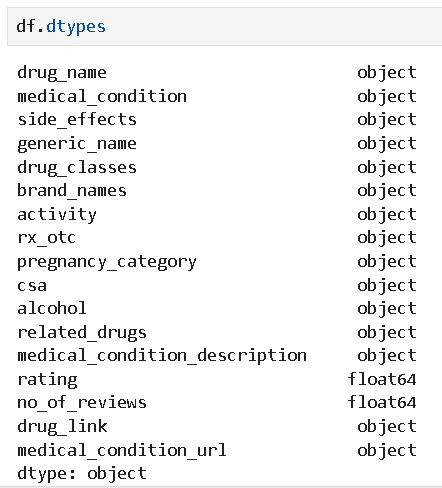 df.dtypes
drug_name object
medical_condition object
side_effects object
generic_name object
drug_classes object
brand_names object
activity object
rx_otc object
pregnancy_category object
csa object
alcohol object
related_drugs object
medical_condition_description object
rating float64
no_of_reviews float64
drug_link object
medical_condition_url object
dtype: object